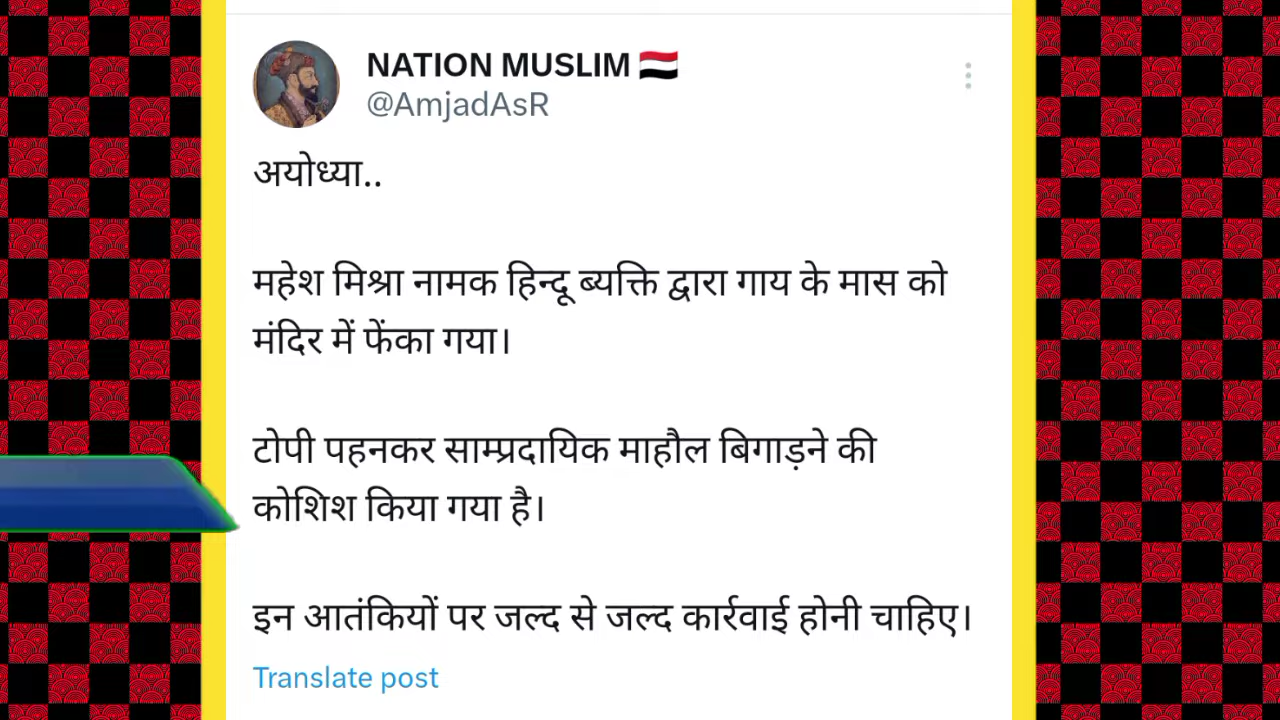 NATION MUSLIM 🇾🇪
@AmjadAsR
अयोध्या..
महेश मिश्रा नामक हिन्दू ब्यक्ति द्वारा गाय के मास को
मंदिर में फेंका गया।
टोपी पहनकर साम्प्रदायिक माहौल बिगाड़ने की
कोशिश किया गया है।
इन आतंकियों पर जल्द से जल्द कार्रवाई होनी चाहिए।
Translate post